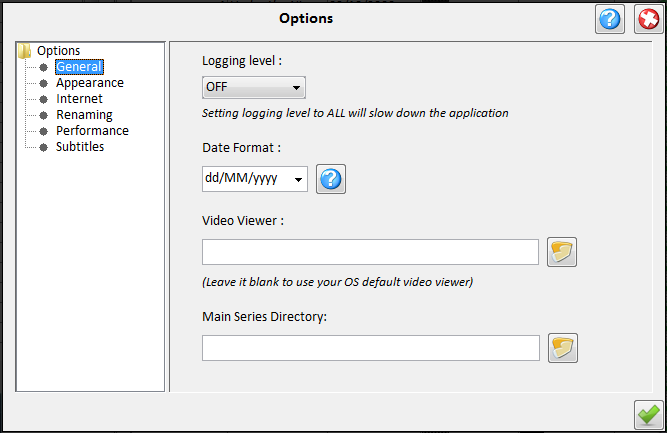 Options
Options
General
Appearance
Internet
Renaming
Performance
Subtitles
Logging level :
OFF
Setting logging level to ALL will slow down the application
Date Format :
dd/MM/yyyy
Video Viewer :
(Leave it blank to use your OS default video viewer)
Main Series Directory: